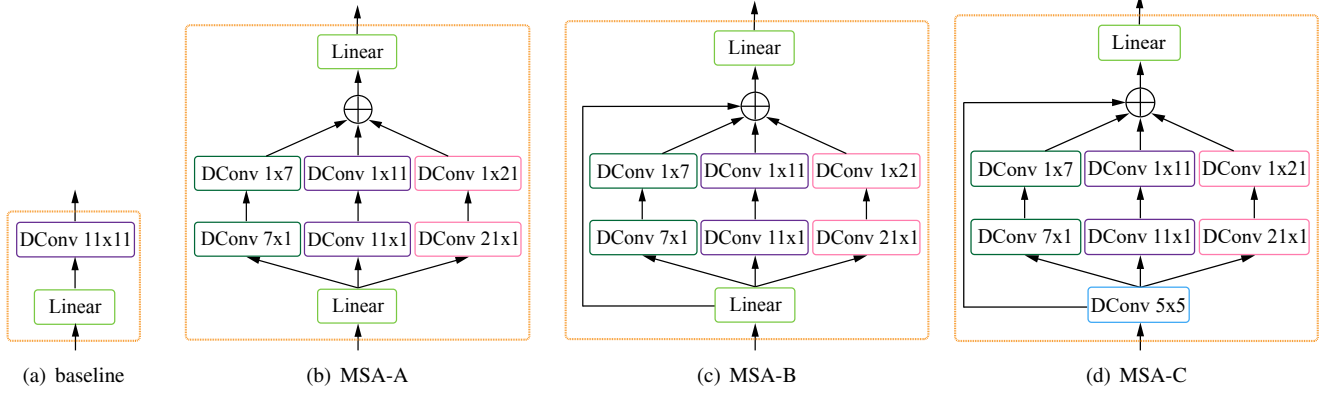 DConv 11x11
Linear
(a) baseline
Linear
DConv 1x7 DConv 1x11 DConv 1x21
DConv 7x1 DConv 11x1 DConv 21x1
Linear
(b) MSA-A
Linear
DConv 1x7 DConv 1x11 DConv 1x21
DConv 7x1 DConv 11x1 DConv 21x1
Linear
(c) MSA-B
Linear
DConv 1x7 DConv 1x11 DConv 1x21
DConv 7x1 DConv 11x1 DConv 21x1
DConv 5x5
(d) MSA-C